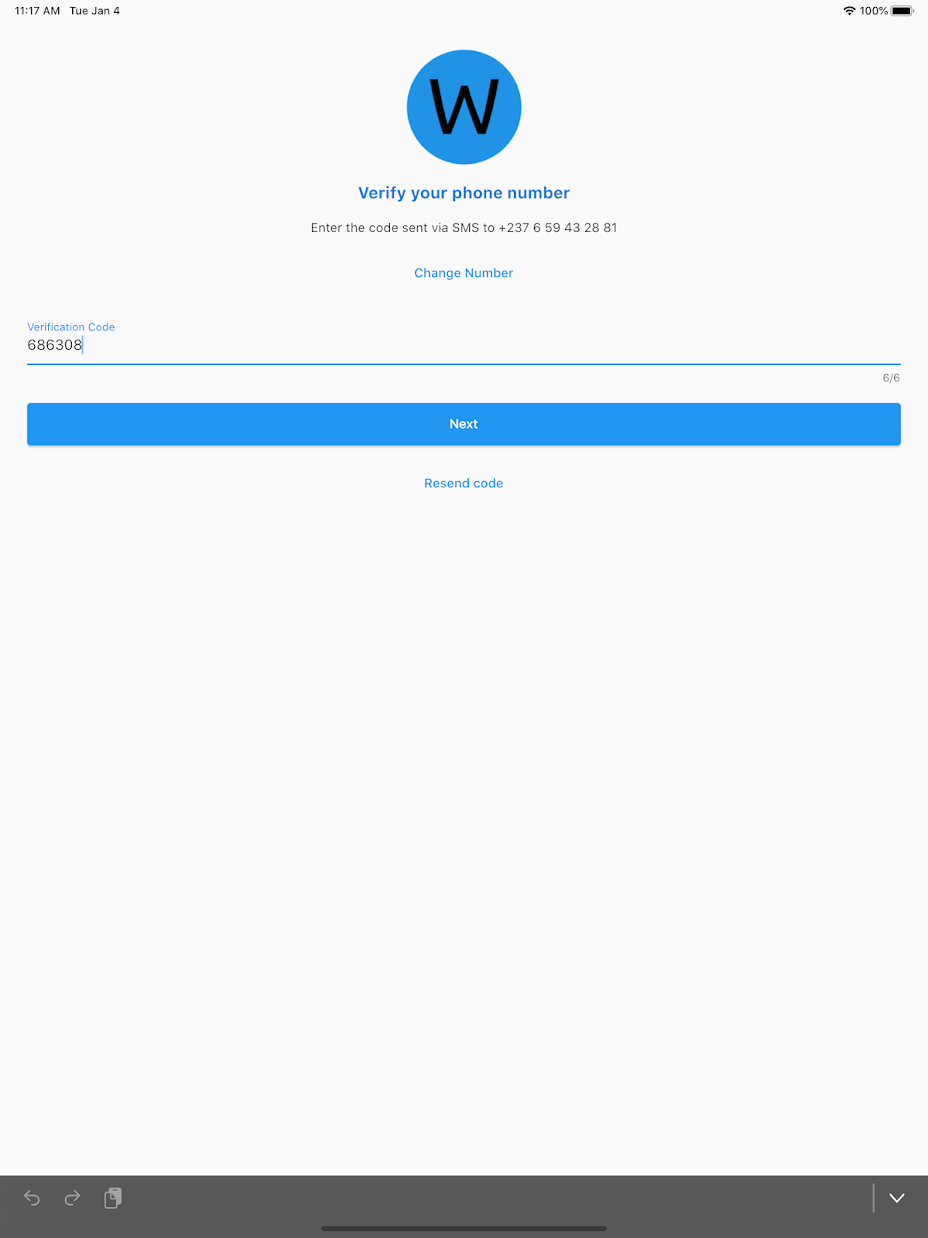 11:17 AM Tue Jan 4 100%
W
Verify your phone number
Enter the code sent via SMS to +237 6 59 43 28 81
Change Number
Verification Code
686308
6/6
Next
Resend code